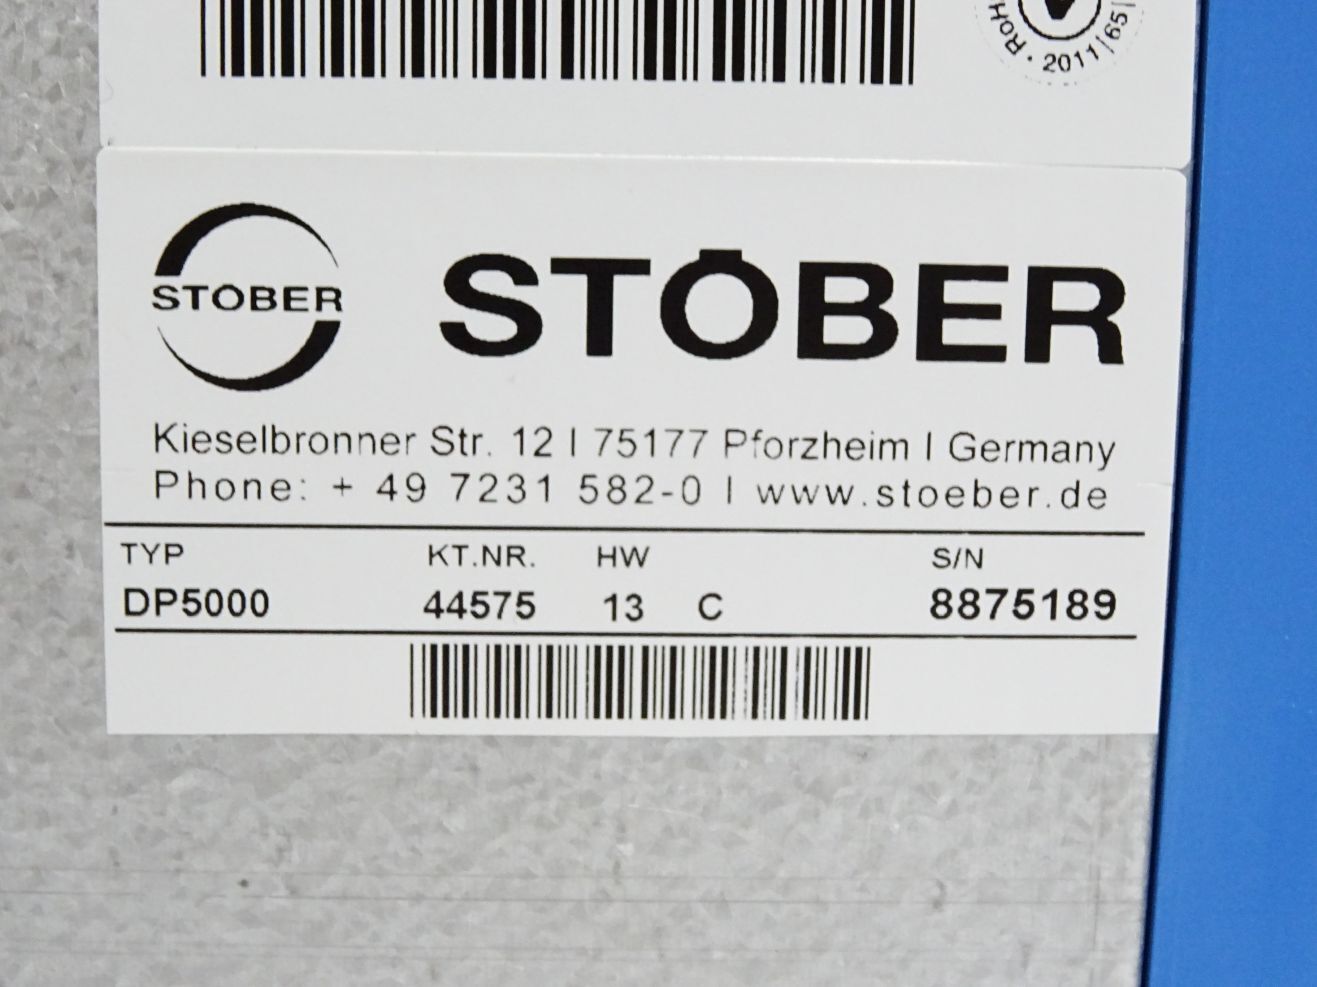 RoHS · 2011|65|
STÖBER
STÖBER
Kieselbronner Str. 12 I 75177 Pforzheim I Germany
Phone: + 49 7231 582-0 I www.stoeber.de
TYP KT.NR. HW S/N
DP5000 44575 13 C 8875189